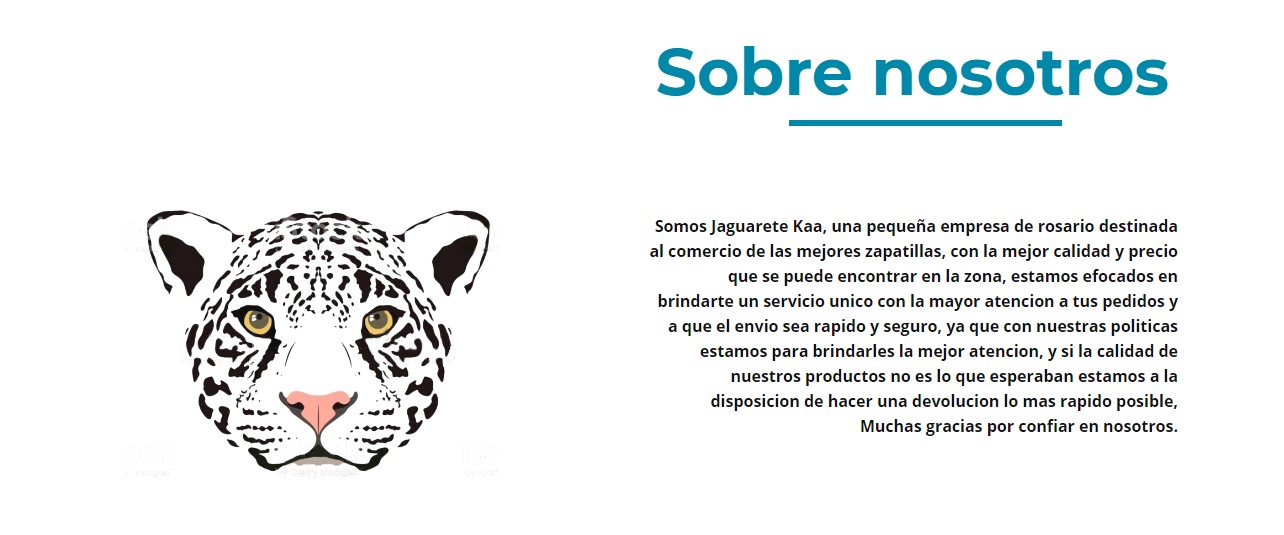 Sobre nosotros
Somos Jaguarete Kaa, una pequeña empresa de rosario destinada
al comercio de las mejores zapatillas, con la mejor calidad y precio
que se puede encontrar en la zona, estamos efocados en
brindarte un servicio unico con la mayor atencion a tus pedidos y
a que el envio sea rapido y seguro, ya que con nuestras politicas
estamos para brindarles la mejor atencion, y si la calidad de
nuestros productos no es lo que esperaban estamos a la
disposicion de hacer una devolucion lo mas rapido posible,
Muchas gracias por confiar en nosotros.